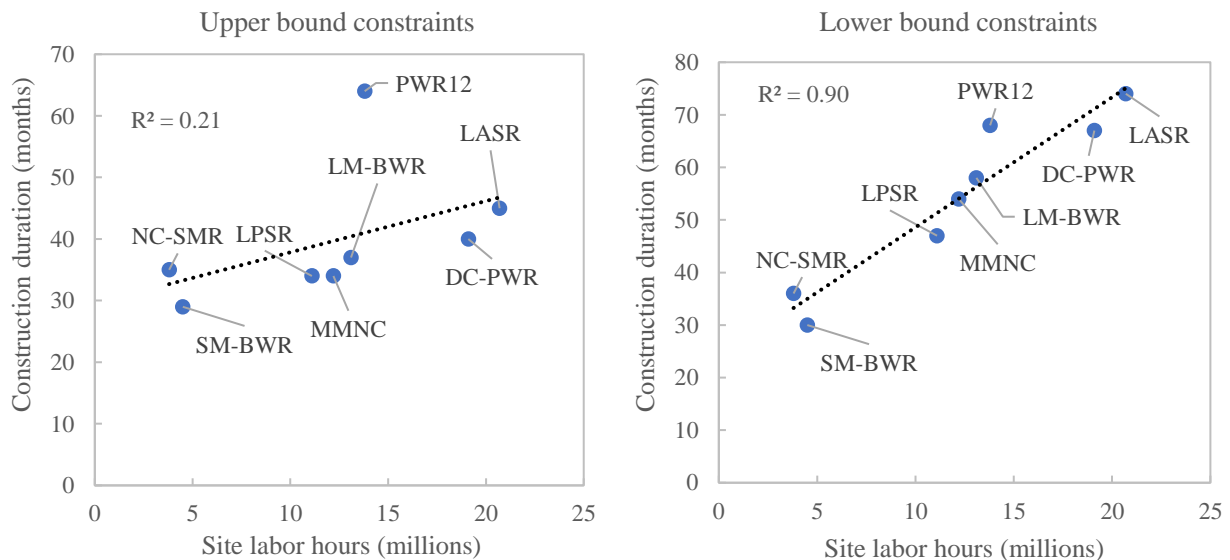 Upper bound constraints
Construction duration (months)
70
60
50
40
30
20
10
0
R² = 0.21
PWR12
LASR
LM-BWR
NC-SMR
LPSR
DC-PWR
SM-BWR
MMNC
0 5 10 15 20 25
Site labor hours (millions)
Lower bound constraints
Construction duration (months)
80
70
60
50
40
30
20
10
0
R² = 0.90
PWR12
LASR
DC-PWR
LPSR
LM-BWR
MMNC
NC-SMR
SM-BWR
0 5 10 15 20 25
Site labor hours (millions)